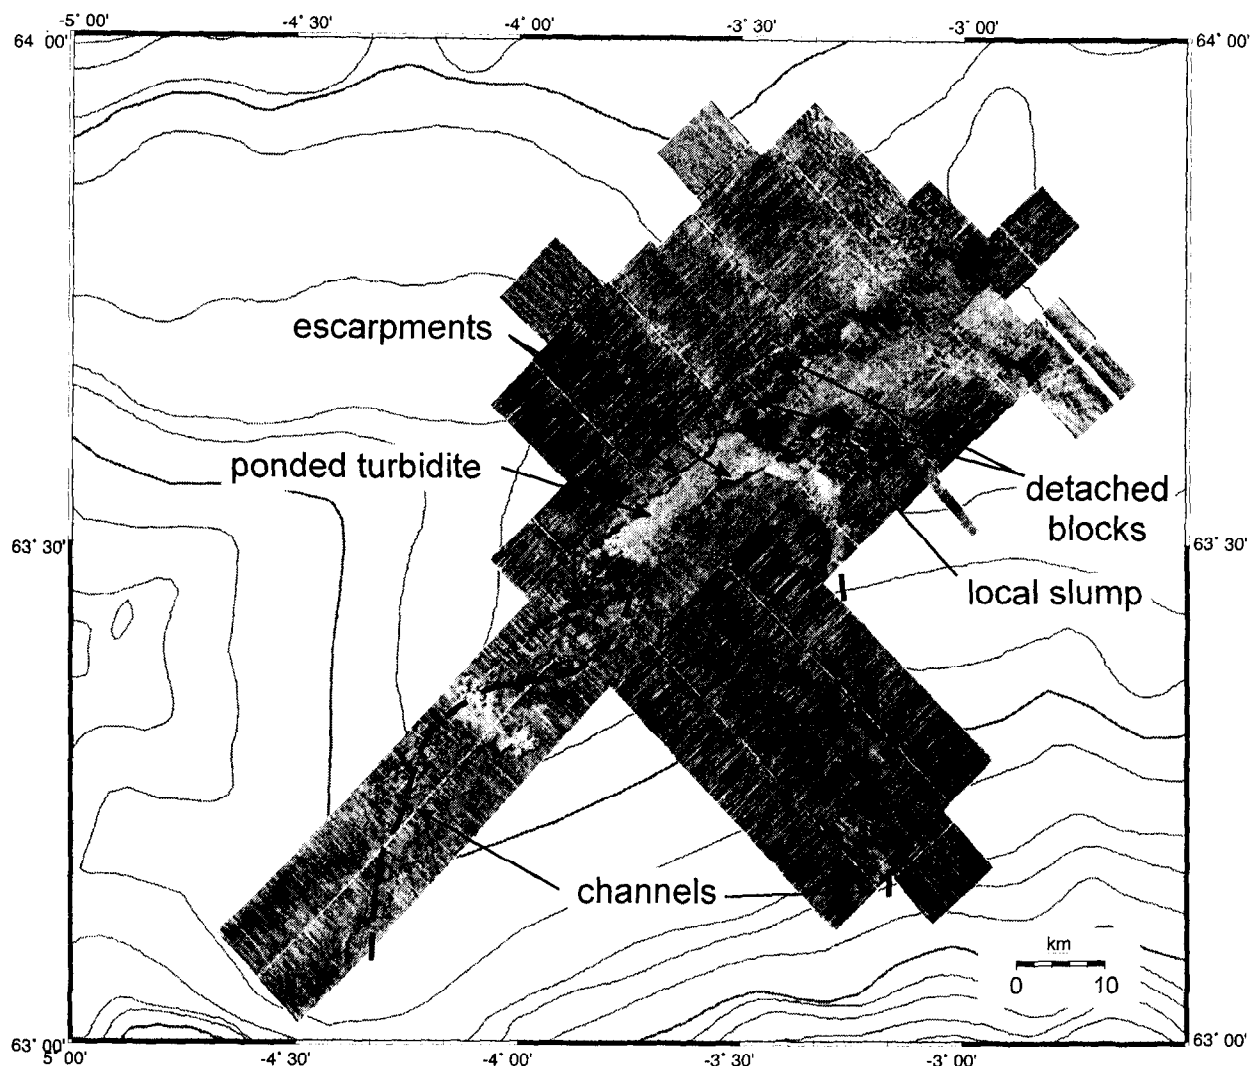 -5° 00' -4° 30' -4° 00' -3° 30' -3° 00'
64° 00' 64° 00'
escarpments
ponded turbidite
detached
blocks
63° 30' 63° 30'
local slump
channels
km
0 10
63° 00' 63° 00'
5° 00' -4° 30' -4° 00' -3° 30' -3° 00'